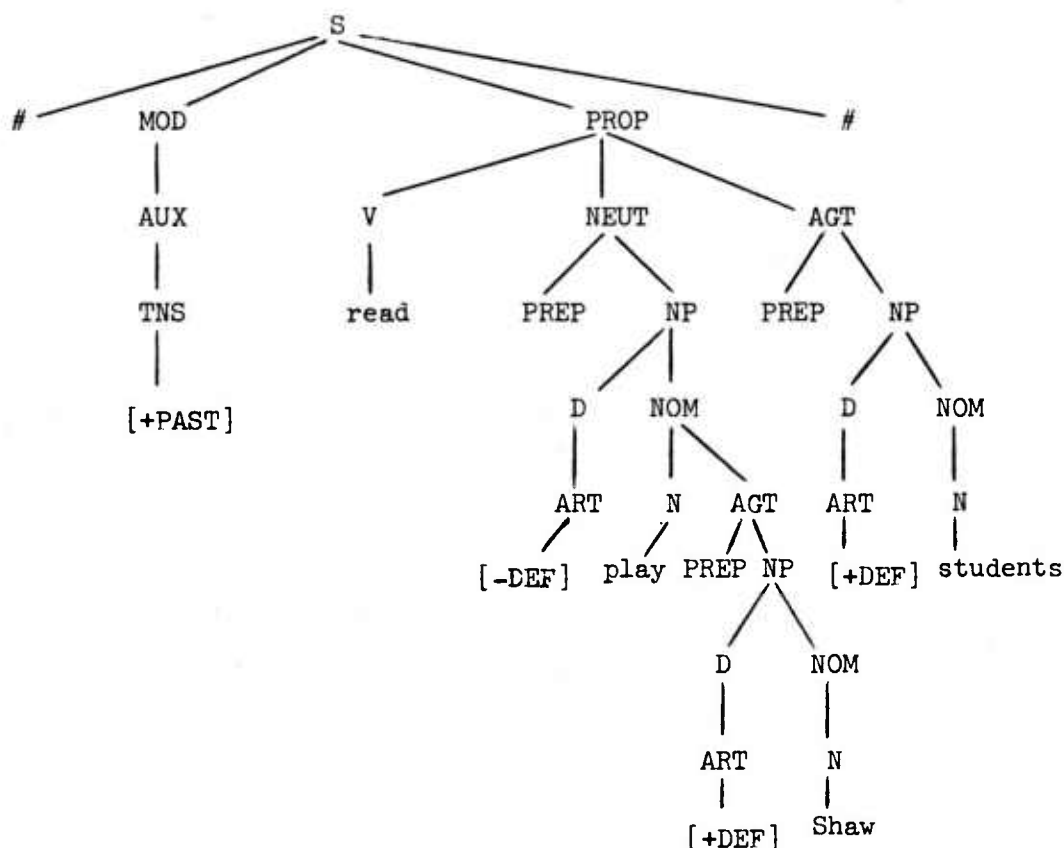 S
# MOD PROP #
AUX V NEUT AGT
TNS read PREP NP PREP NP
[+PAST] D NOM D NOM
ART N AGT ART N
[-DEF] play PREP NP [+DEF] students
D NOM
ART N
[+DEF] Shaw